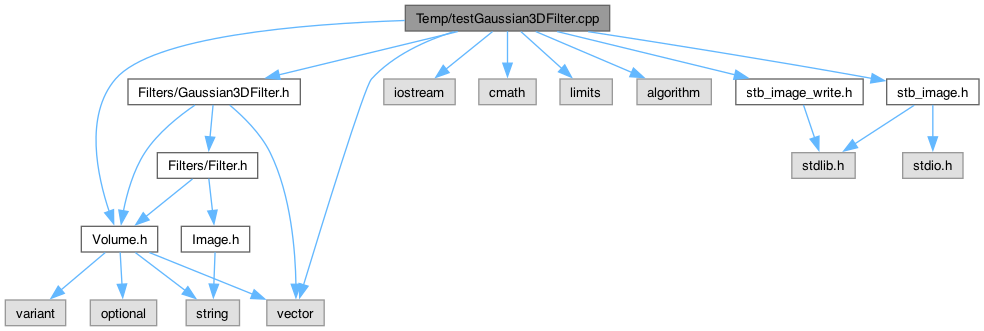 Temp/testGaussian3DFilter.cpp
Filters/Gaussian3DFilter.h
iostream
cmath
limits
algorithm
stb_image_write.h
stb_image.h
Filters/Filter.h
stdlib.h
stdio.h
Volume.h
Image.h
variant
optional
string
vector